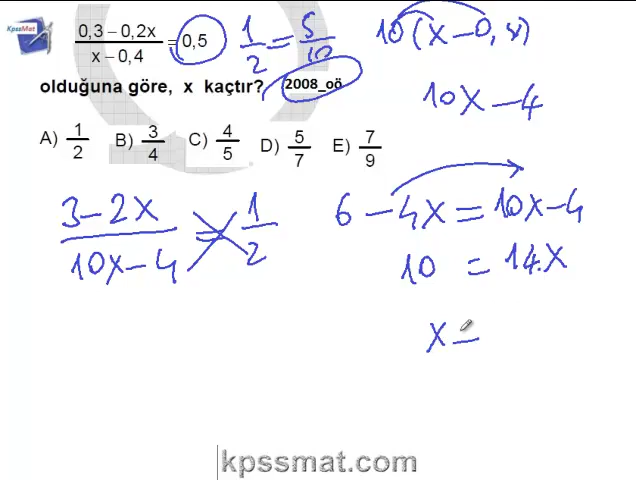 KpssMat
0,3 – 0,2x / x – 0,4 = 0,5
1/2 = 5/10
10(x – 0,4)
olduğuna göre, x kaçtır? 2008_oö
10x – 4
A) 1/2 B) 3/4 C) 4/5 D) 5/7 E) 7/9
3 – 2x / 10x – 4 = 1/2
6 – 4x = 10x – 4
10 = 14.x
x =
kpssmat.com